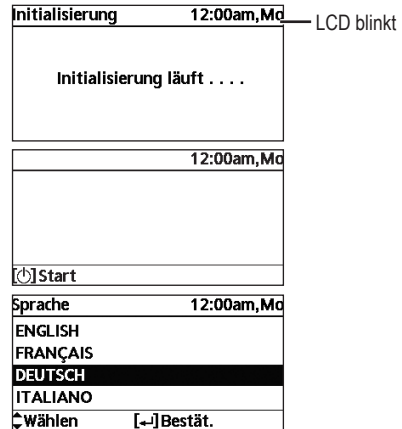 Initialisierung 12:00am,Mo
LCD blinkt
Initialisierung läuft . . . .
12:00am,Mo
[⏻]Start
Sprache 12:00am,Mo
ENGLISH
FRANÇAIS
DEUTSCH
ITALIANO
Wählen [↵]Bestät.